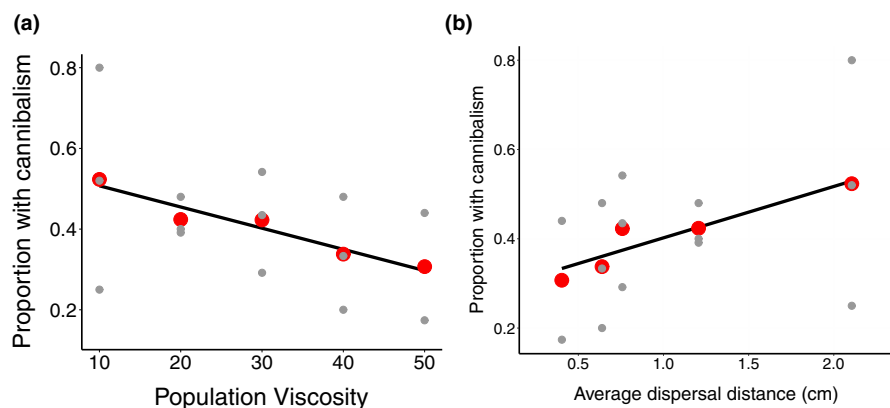 (a)
Proportion with cannibalism
0.8
0.6
0.4
0.2
10 20 30 40 50
Population Viscosity
(b)
Proportion with cannibalism
0.8
0.6
0.4
0.2
0.5 1.0 1.5 2.0
Average dispersal distance (cm)